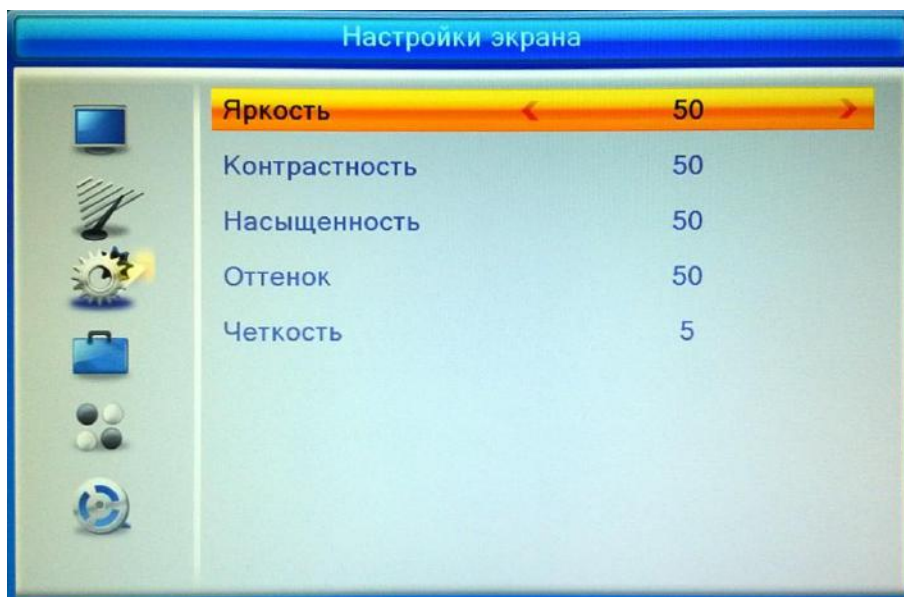 Настройки экрана
Яркость 50
Контрастность 50
Насыщенность 50
Оттенок 50
Четкость 5